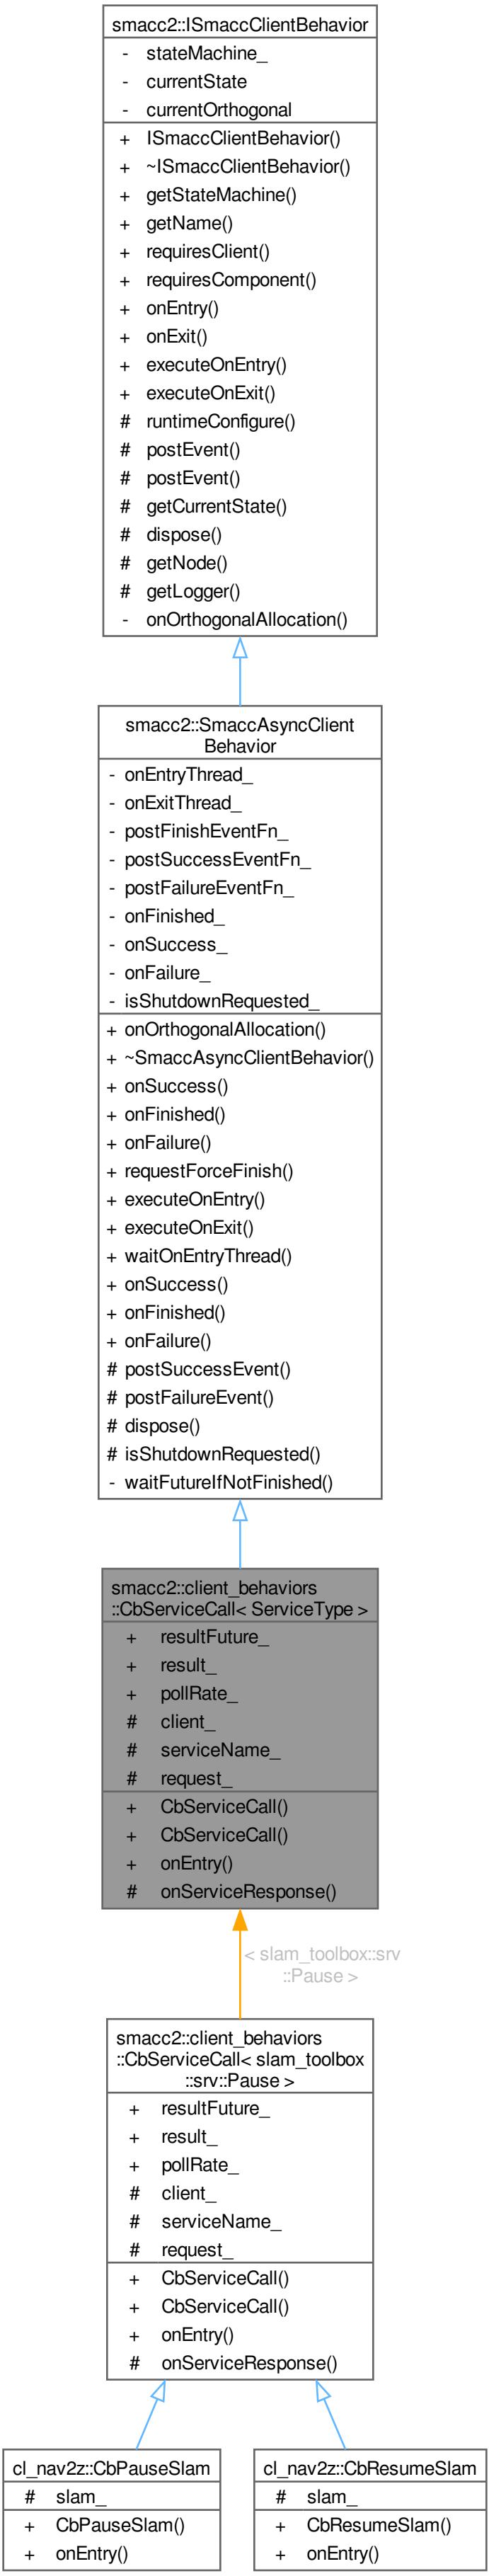 smacc2::ISmaccClientBehavior
- stateMachine_
- currentState
- currentOrthogonal
+ ISmaccClientBehavior()
+ ~ISmaccClientBehavior()
+ getStateMachine()
+ getName()
+ requiresClient()
+ requiresComponent()
+ onEntry()
+ onExit()
+ executeOnEntry()
+ executeOnExit()
# runtimeConfigure()
# postEvent()
# postEvent()
# getCurrentState()
# dispose()
# getNode()
# getLogger()
- onOrthogonalAllocation()
smacc2::SmaccAsyncClient
Behavior
- onEntryThread_
- onExitThread_
- postFinishEventFn_
- postSuccessEventFn_
- postFailureEventFn_
- onFinished_
- onSuccess_
- onFailure_
- isShutdownRequested_
+ onOrthogonalAllocation()
+ ~SmaccAsyncClientBehavior()
+ onSuccess()
+ onFinished()
+ onFailure()
+ requestForceFinish()
+ executeOnEntry()
+ executeOnExit()
+ waitOnEntryThread()
+ onSuccess()
+ onFinished()
+ onFailure()
# postSuccessEvent()
# postFailureEvent()
# dispose()
# isShutdownRequested()
- waitFutureIfNotFinished()
smacc2::client_behaviors
::CbServiceCall< ServiceType >
+ resultFuture_
+ result_
+ pollRate_
# client_
# serviceName_
# request_
+ CbServiceCall()
+ CbServiceCall()
+ onEntry()
# onServiceResponse()
< slam_toolbox::srv
::Pause >
smacc2::client_behaviors
::CbServiceCall< slam_toolbox
::srv::Pause >
+ resultFuture_
+ result_
+ pollRate_
# client_
# serviceName_
# request_
+ CbServiceCall()
+ CbServiceCall()
+ onEntry()
# onServiceResponse()
cl_nav2z::CbPauseSlam
# slam_
+ CbPauseSlam()
+ onEntry()
cl_nav2z::CbResumeSlam
# slam_
+ CbResumeSlam()
+ onEntry()